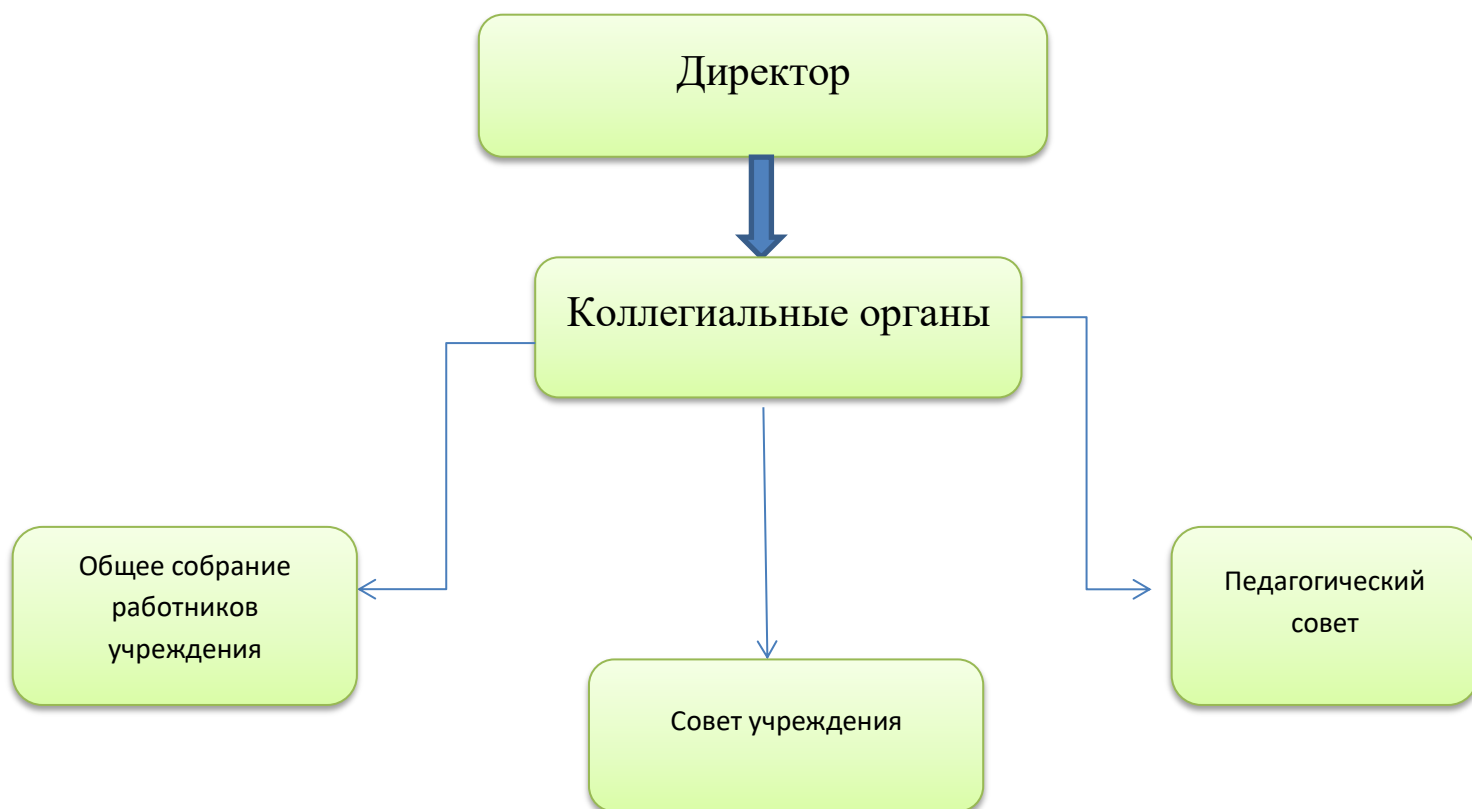 Директор
Коллегиальные органы
Общее собрание
работников
учреждения
Совет учреждения
Педагогический
совет